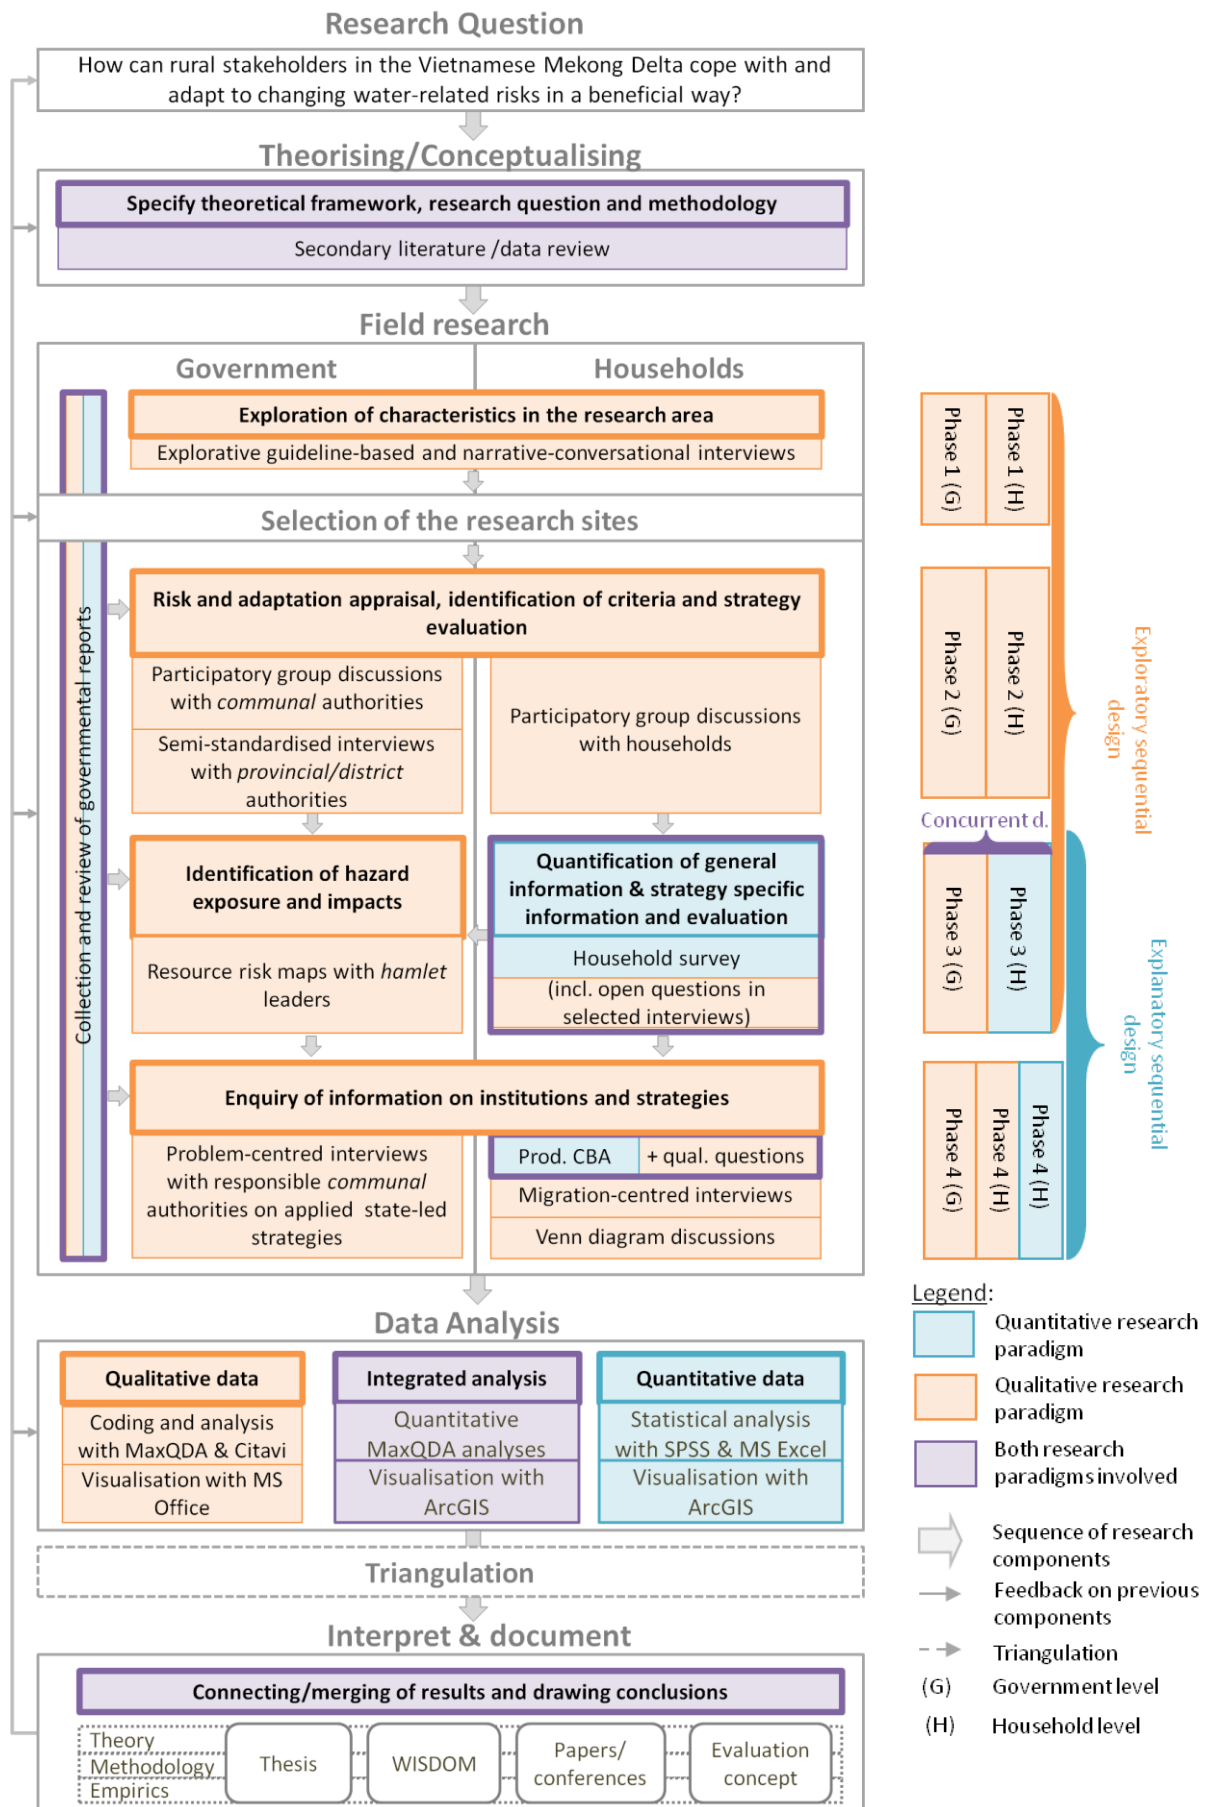 Research Question
How can rural stakeholders in the Vietnamese Mekong Delta cope with and
adapt to changing water-related risks in a beneficial way?
Theorising/Conceptualising
Specify theoretical framework, research question and methodology
Secondary literature /data review
Field research
Government
Households
Exploration of characteristics in the research area
Explorative guideline-based and narrative-conversational interviews
Selection of the research sites
Collection and review of governmental reports
Risk and adaptation appraisal, identification of criteria and strategy
evaluation
Participatory group discussions
with communal authorities
Semi-standardised interviews
with provincial/district
authorities
Participatory group discussions
with households
Identification of hazard
exposure and impacts
Resource risk maps with hamlet
leaders
Quantification of general
information & strategy specific
information and evaluation
Household survey
(incl. open questions in
selected interviews)
Enquiry of information on institutions and strategies
Problem-centred interviews
with responsible communal
authorities on applied state-led
strategies
Prod. CBA
+ qual. questions
Migration-centred interviews
Venn diagram discussions
Phase 1 (G)
Phase 1 (H)
Phase 2 (G)
Phase 2 (H)
Concurrent d.
Phase 3 (G)
Phase 3 (H)
Phase 4 (G)
Phase 4 (H)
Phase 4 (H)
Exploratory sequential
design
Explanatory sequential
design
Data Analysis
Qualitative data
Coding and analysis
with MaxQDA & Citavi
Visualisation with MS
Office
Integrated analysis
Quantitative
MaxQDA analyses
Visualisation with
ArcGIS
Quantitative data
Statistical analysis
with SPSS & MS Excel
Visualisation with
ArcGIS
Triangulation
Interpret & document
Connecting/merging of results and drawing conclusions
Theory
Methodology
Empirics
Thesis
WISDOM
Papers/
conferences
Evaluation
concept
Legend:
Quantitative research
paradigm
Qualitative research
paradigm
Both research
paradigms involved
Sequence of research
components
Feedback on previous
components
Triangulation
(G) Government level
(H) Household level